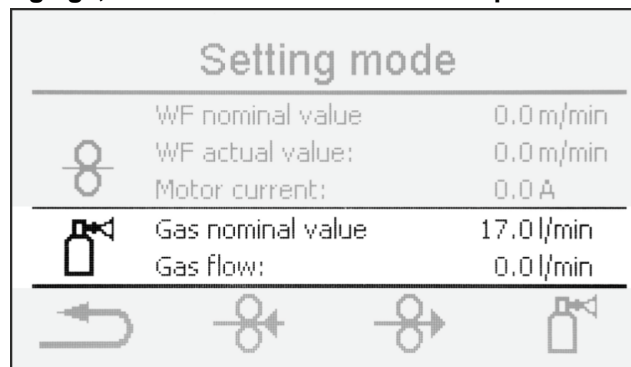 Setting mode
WF nominal value 0.0 m/min
WF actual value: 0.0 m/min
Motor current: 0.0 A
Gas nominal value 17.0 l/min
Gas flow: 0.0 l/min